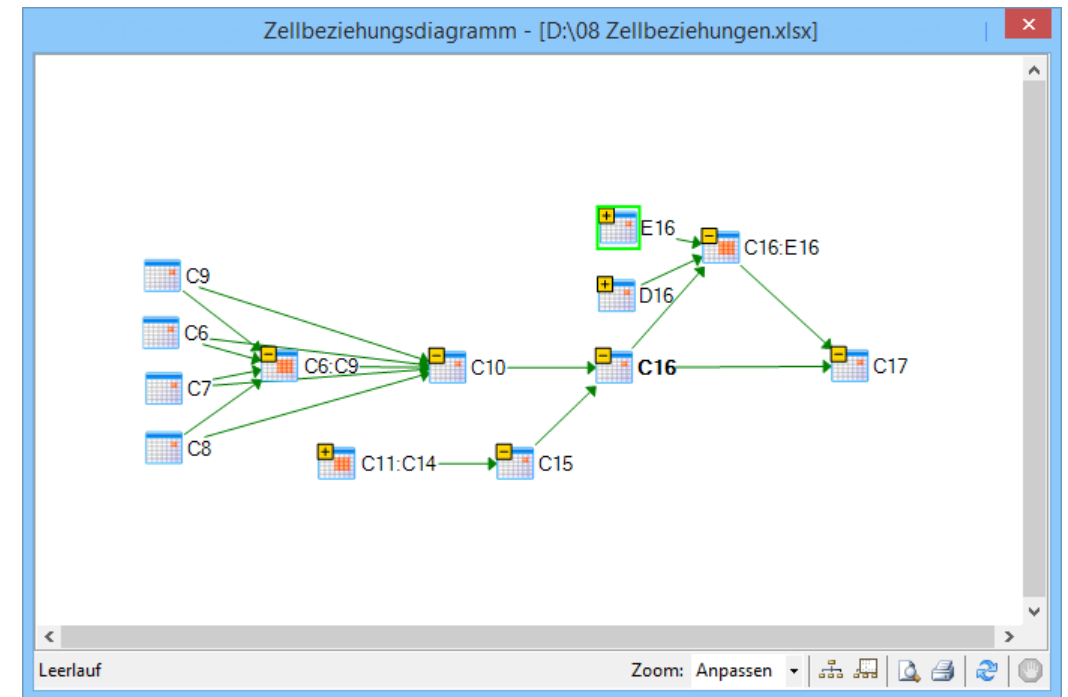 Zellbeziehungsdiagramm - [D:\08 Zellbeziehungen.xlsx]
E16
C16:E16
C9
D16
C6
C6:C9
C10
C16
C17
C7
C8
C11:C14
C15
Leerlauf
Zoom: Anpassen